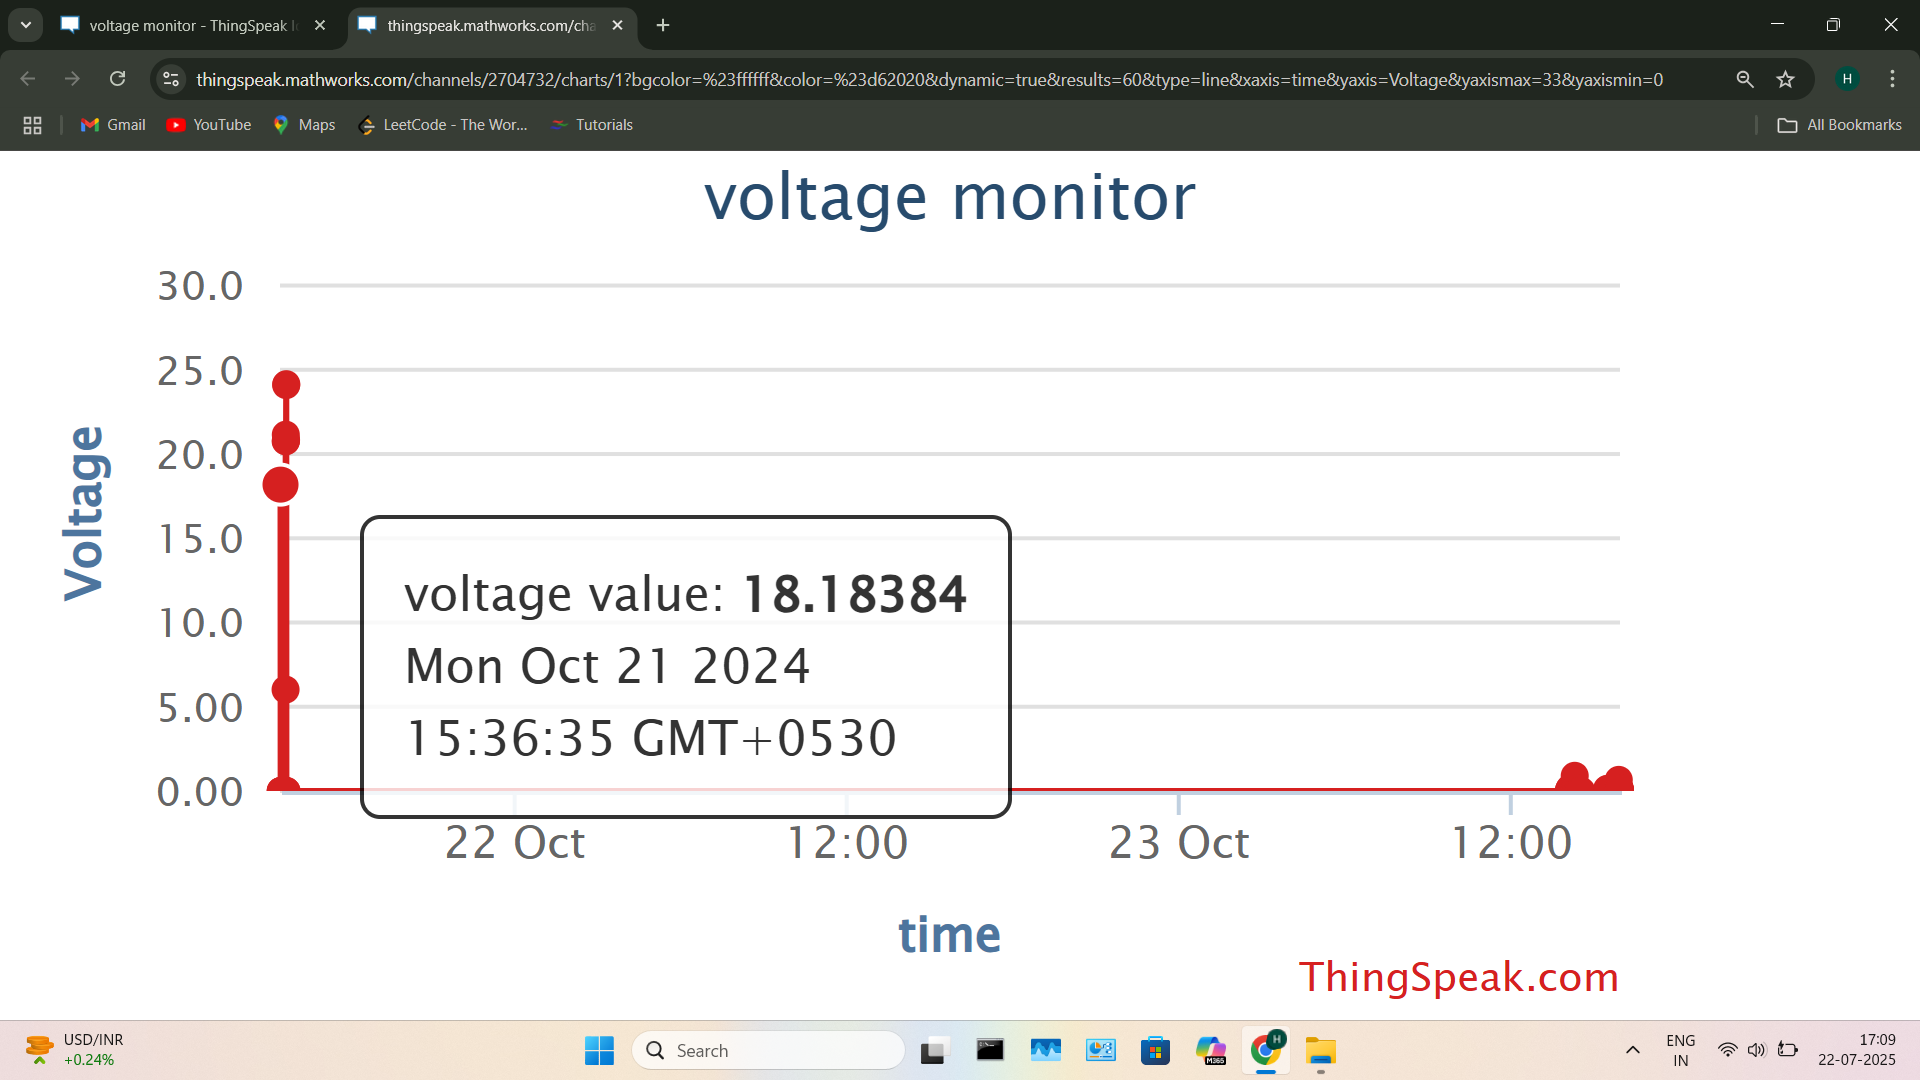 voltage monitor - ThingSpeak I
thingspeak.mathworks.com/cha
thingspeak.mathworks.com/channels/2704732/charts/1?bgcolor=%23ffffff&color=%23d62020&dynamic=true&results=60&type=line&xaxis=time&yaxis=Voltage&yaxismax=33&yaxismin=0
H
Gmail
YouTube
Maps
LeetCode - The Wor...
Tutorials
All Bookmarks
voltage monitor
30.0
25.0
20.0
15.0
10.0
5.00
0.00
Voltage
voltage value: 18.18384
Mon Oct 21 2024
15:36:35 GMT+0530
22 Oct
12:00
23 Oct
12:00
time
ThingSpeak.com
USD/INR
+0.24%
Search
M365
H
ENG
IN
17:09
22-07-2025